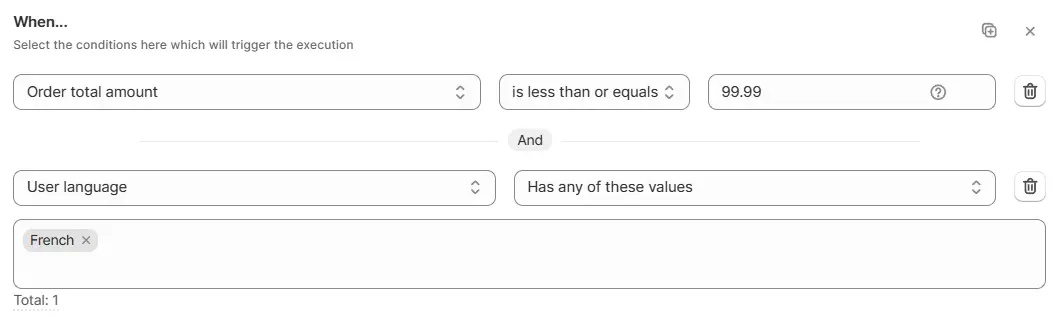 When...
Select the conditions here which will trigger the execution
Order total amount is less than or equals 99.99
And
User language Has any of these values
French
Total: 1